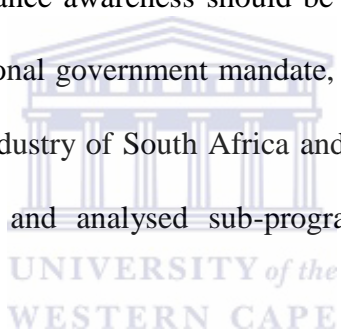 ance awareness should be
onal government mandate,
dustry of South Africa and
and analysed sub-progra
UNIVERSITY of the
WESTERN CAPE